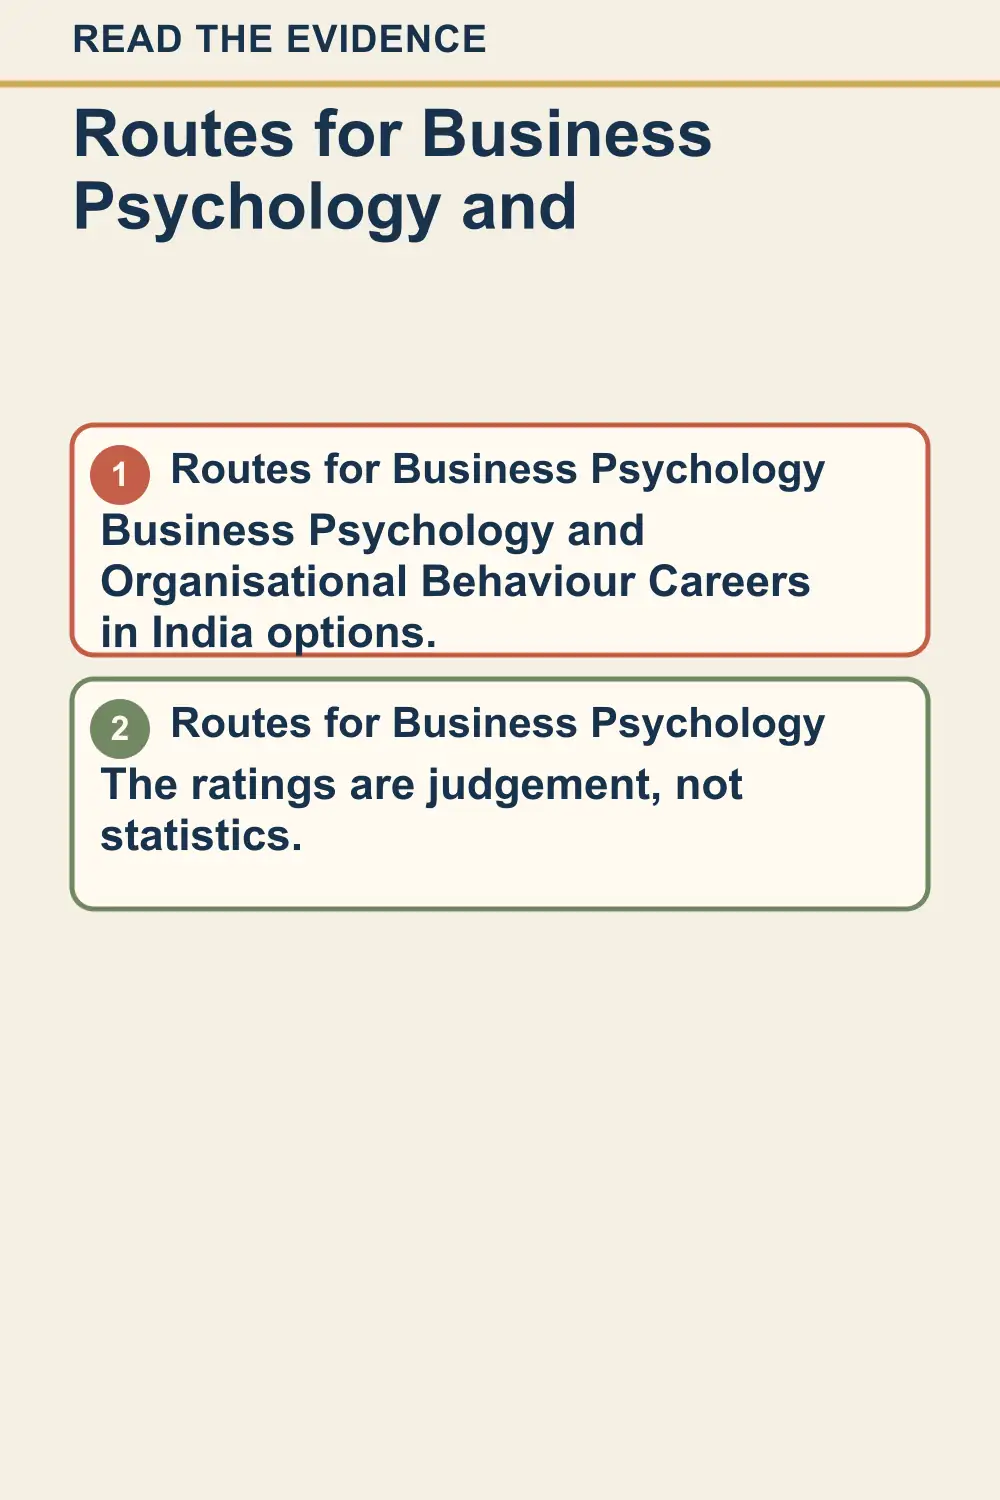 READ THE EVIDENCE
Routes for Business
Psychology and
1 Routes for Business Psychology
Business Psychology and
Organisational Behaviour Careers
in India options.
2 Routes for Business Psychology
The ratings are judgement, not
statistics.